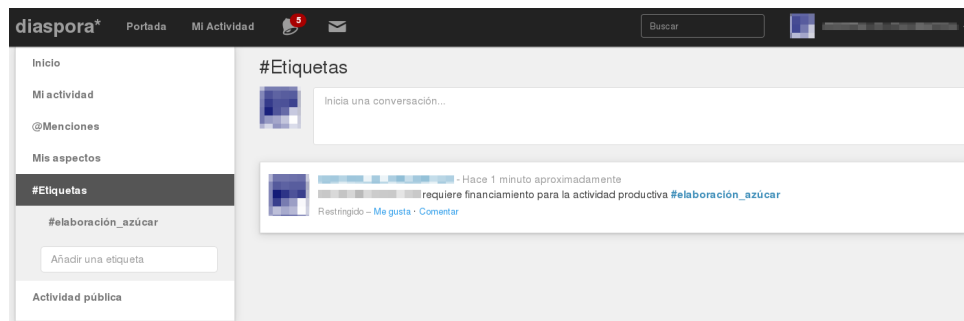 diaspora* Portada Mi Actividad 5 Buscar
Inicio
Mi actividad
@Menciones
Mis aspectos
#Etiquetas
#elaboración_azúcar
Añadir una etiqueta
Actividad pública
#Etiquetas
Inicia una conversación...
- Hace 1 minuto aproximadamente
requiere financiamiento para la actividad productiva #elaboración_azúcar
Restringido – Me gusta · Comentar